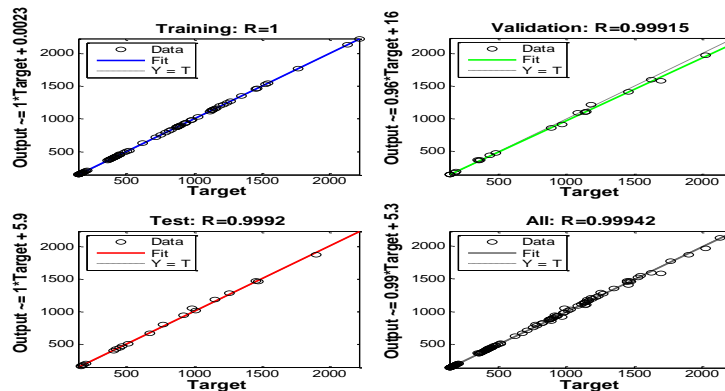 Training: R=1
Output ~= 1*Target + 0.0023
2000
1500
1000
500
Data
Fit
Y = T
500 1000 1500 2000
Target
Validation: R=0.99915
Output ~= 0.96*Target + 16
2000
1500
1000
500
Data
Fit
Y = T
500 1000 1500 2000
Target
Test: R=0.9992
Output ~= 1*Target + 5.9
2000
1500
1000
500
Data
Fit
Y = T
500 1000 1500 2000
Target
All: R=0.99942
Output ~= 0.99*Target + 5.3
2000
1500
1000
500
Data
Fit
Y = T
500 1000 1500 2000
Target